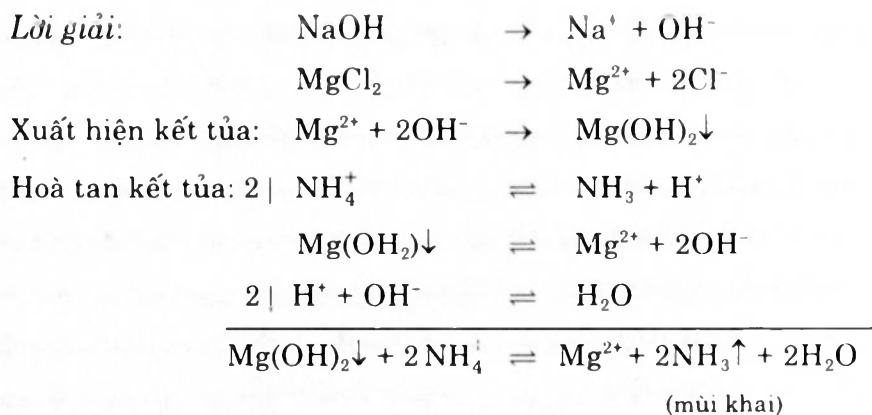 Lời giải: NaOH → Na⁺ + OH⁻
MgCl₂ → Mg²⁺ + 2Cl⁻
Xuất hiện kết tủa: Mg²⁺ + 2OH⁻ → Mg(OH)₂↓
Hoà tan kết tủa: 2 | NH₄⁺ ⇌ NH₃ + H⁺
Mg(OH₂)↓ ⇌ Mg²⁺ + 2OH⁻
2 | H⁺ + OH⁻ ⇌ H₂O
Mg(OH)₂↓ + 2 NH₄ ⇌ Mg²⁺ + 2NH₃↑ + 2H₂O
(mùi khai)